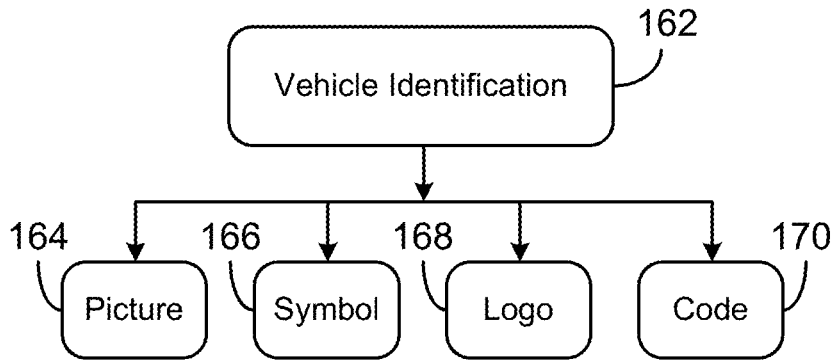 162
Vehicle Identification
164
166
168
170
Picture
Symbol
Logo
Code